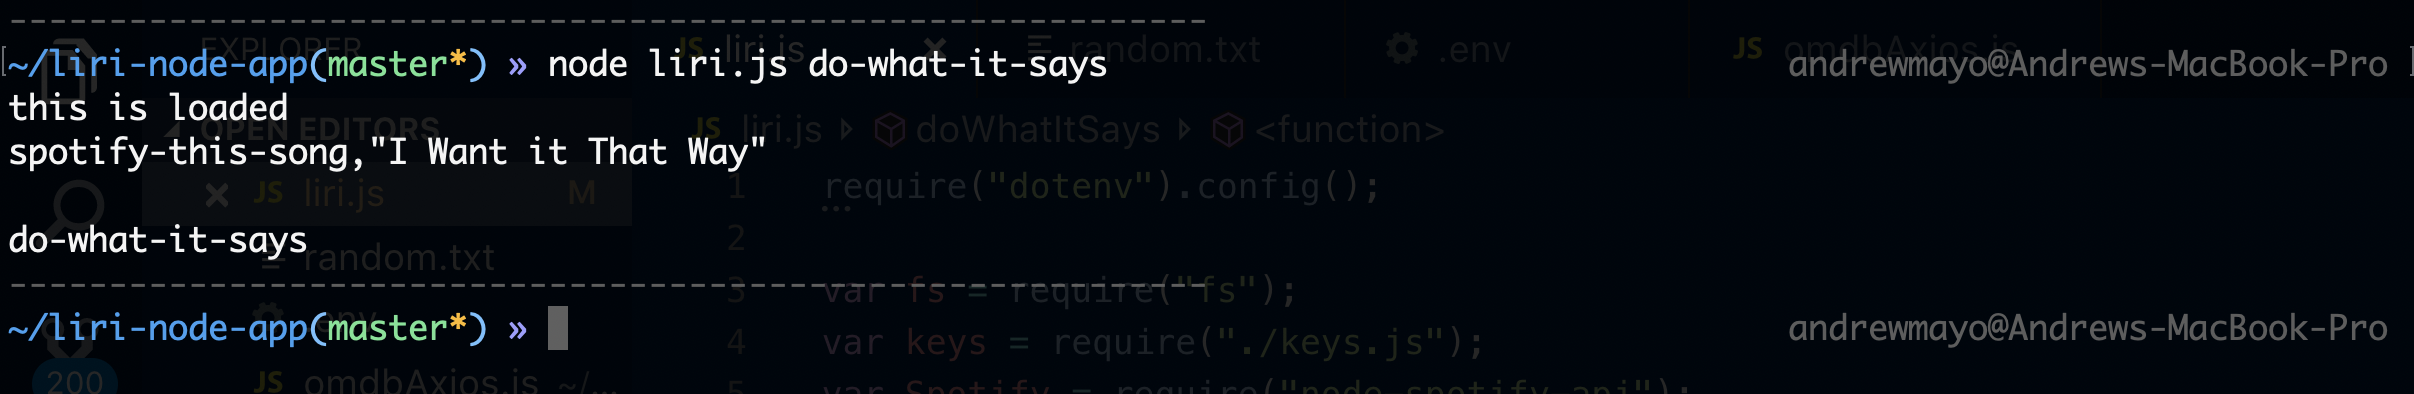 ------------------------------------------------------------
~/liri-node-app(master*) » node liri.js do-what-it-says andrewmayo@Andrews-MacBook-Pro
this is loaded
spotify-this-song,"I Want it That Way"
do-what-it-says
------------------------------------------------------------
~/liri-node-app(master*) » andrewmayo@Andrews-MacBook-Pro
EXPLORER
OPEN EDITORS
JS liri.js M
random.txt
.env
JS omdbAxios.js ~/...
200
JS liri.js
random.txt
.env
JS omdbAxios.js
JS liri.js doWhatItSays <function>
1 require("dotenv").config();
2
3 var fs = require("fs");
4 var keys = require("./keys.js");
5 var Spotify = require("node-spotify-api");